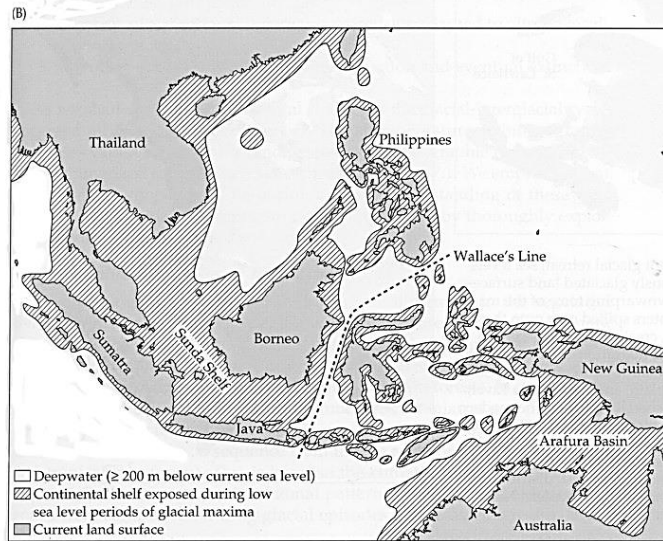 (B)
Thailand
Philippines
Wallace's Line
Sumatra
Sunda Shelf
Borneo
New Guinea
Java
Arafura Basin
Deepwater (≥ 200 m below current sea level)
Continental shelf exposed during low
sea level periods of glacial maxima
Current land surface
Australia